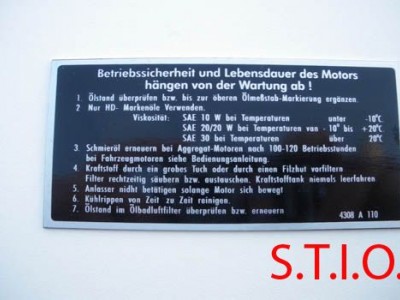 Betriebssicherheit und Lebensdauer des Motors
hängen von der Wartung ab !
1 Ölstand überprüfen bzw. bis zur oberen Ölmeßstab-Markierung ergänzen.
2 Nur HD- Markenöle Verwenden.
Viskosität: SAE 10 W bei Temperaturen unter -10°C
SAE 20/20 W bei Temperaturen van - 10° bis + 20°C
SAE 30 bei Temperaturen über 20°C
3. Schmieröl erneuern bei Aggregat-Motoren nach 100-120 Betriebsstunden
bei Fahrzeugmotoren siehe Bedienungsanleitung.
4. Kraftstoff durch ein grobes Tuch oder durch einen Filzhut vorfiltern
Filter rechtzeitig säubern bzw. austauschen. Kraftstofftank niemals leerfahren
5. Anlasser nidht betätigen solange Motor sich bewegt
6. Kühlrippen von Zeit zu Zeit reinigen.
7. Ölstand im Ölbadluftfilter überprüfen bzw. erneuern
4308 A 110
S.T.I.O.